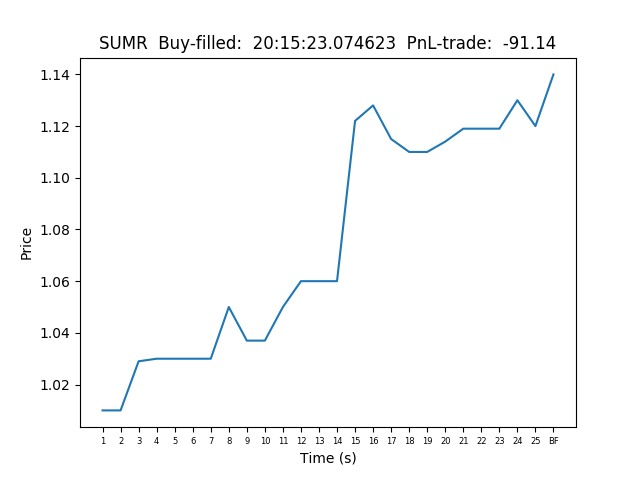 SUMR  Buy-filled:  20:15:23.074623  PnL-trade:  -91.14
1.14
1.12
1.10
1.08
1.06
1.04
1.02
Price
1 2 3 4 5 6 7 8 9 10 11 12 13 14 15 16 17 18 19 20 21 22 23 24 25 BF
Time (s)